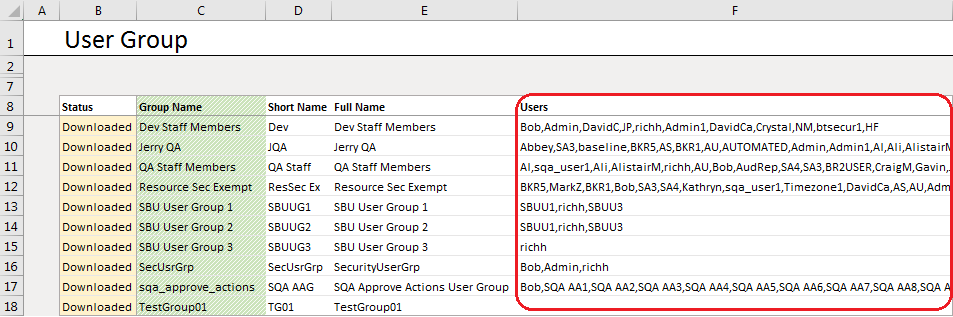 A B C D E F
1 User Group
2
7
8 Status Group Name Short Name Full Name Users
9 Downloaded Dev Staff Members Dev Dev Staff Members Bob,Admin,DavidC,JP,richh,Admin1,DavidCa,Crystal,NM,btsecur1,HF
10 Downloaded Jerry QA JQA Jerry QA Abbey,SA3,baseline,BKR5,AS,BKR1,AU,AUTOMATED,Admin,Admin1,AI,Ali,AlistairM
11 Downloaded QA Staff Members QA Staff QA Staff Members AI,sqa_user1,Ali,AlistairM,richh,AU,Bob,AudRep,SA4,SA3,BR2USER,CraigM,Gavin,
12 Downloaded Resource Sec Exempt ResSec Ex Resource Sec Exempt BKR5,MarkZ,BKR1,Bob,SA3,SA4,Kathryn,sqa_user1,Timezone1,DavidCa,AS,AU,Adm
13 Downloaded SBU User Group 1 SBUUG1 SBU User Group 1 SBUU1,richh,SBUU3
14 Downloaded SBU User Group 2 SBUUG2 SBU User Group 2 SBUU1,richh,SBUU3
15 Downloaded SBU User Group 3 SBUUG3 SBU User Group 3 richh
16 Downloaded SecUsrGrp SecUsrGrp SecurityUserGrp Bob,Admin,richh
17 Downloaded sqa_approve_actions SQA AAG SQA Approve Actions User Group Bob,SQA AA1,SQA AA2,SQA AA3,SQA AA4,SQA AA5,SQA AA6,SQA AA7,SQA AA8,SQA A
18 Downloaded TestGroup01 TG01 TestGroup01